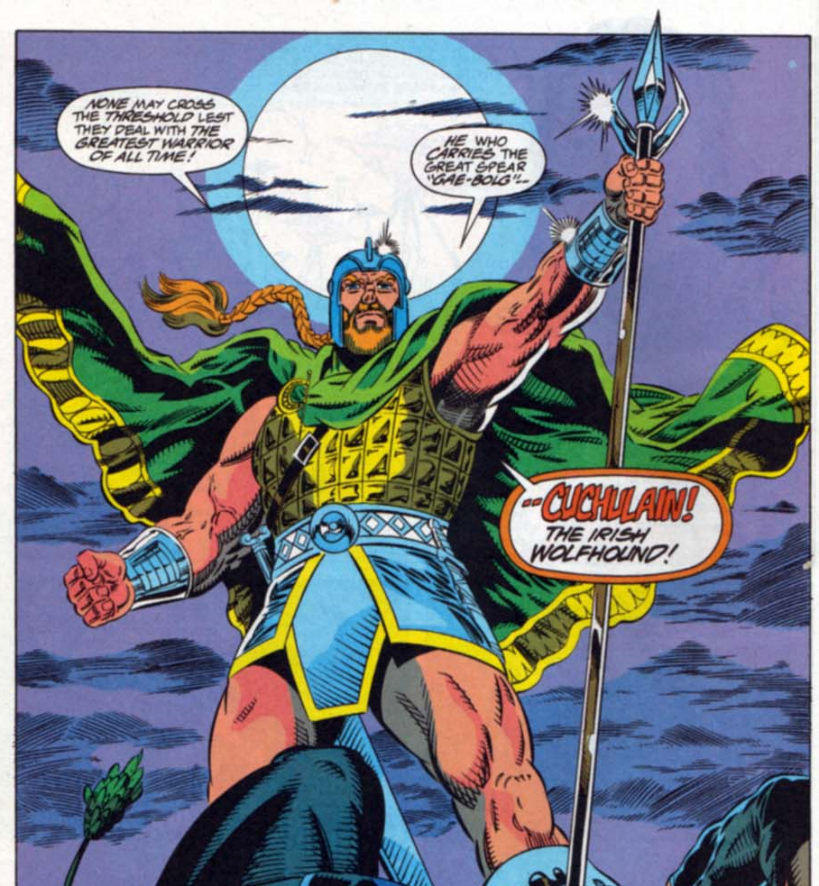 NONE MAY CROSS
THE THRESHOLD LEST
THEY DEAL WITH THE
GREATEST WARRIOR
OF ALL TIME!
HE WHO
CARRIES THE
GREAT SPEAR
"GAE-BOLG"--
-- CUCHULAIN!
THE IRISH
WOLFHOUND!